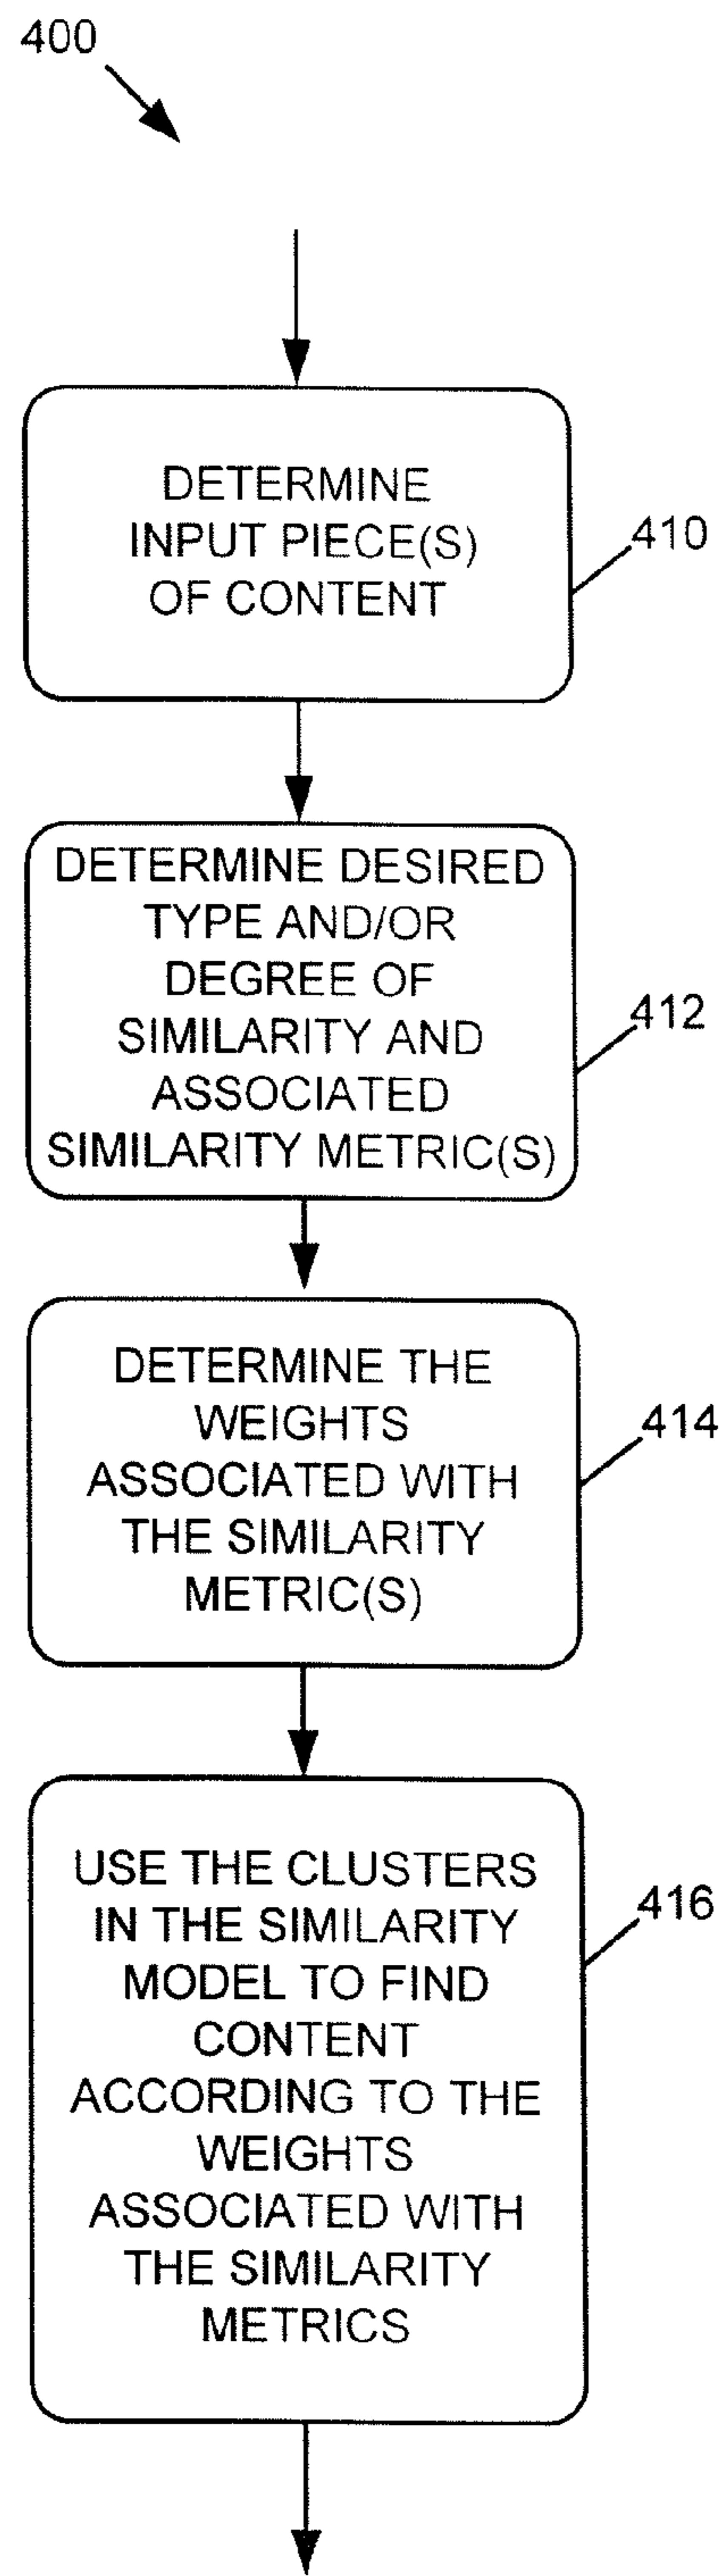 400
DETERMINE
INPUT PIECE(S)
OF CONTENT
410
DETERMINE DESIRED
TYPE AND/OR
DEGREE OF
SIMILARITY AND
ASSOCIATED
SIMILARITY METRIC(S)
412
DETERMINE THE
WEIGHTS
ASSOCIATED WITH
THE SIMILARITY
METRIC(S)
414
USE THE CLUSTERS
IN THE SIMILARITY
MODEL TO FIND
CONTENT
ACCORDING TO THE
WEIGHTS
ASSOCIATED WITH
THE SIMILARITY
METRICS
416